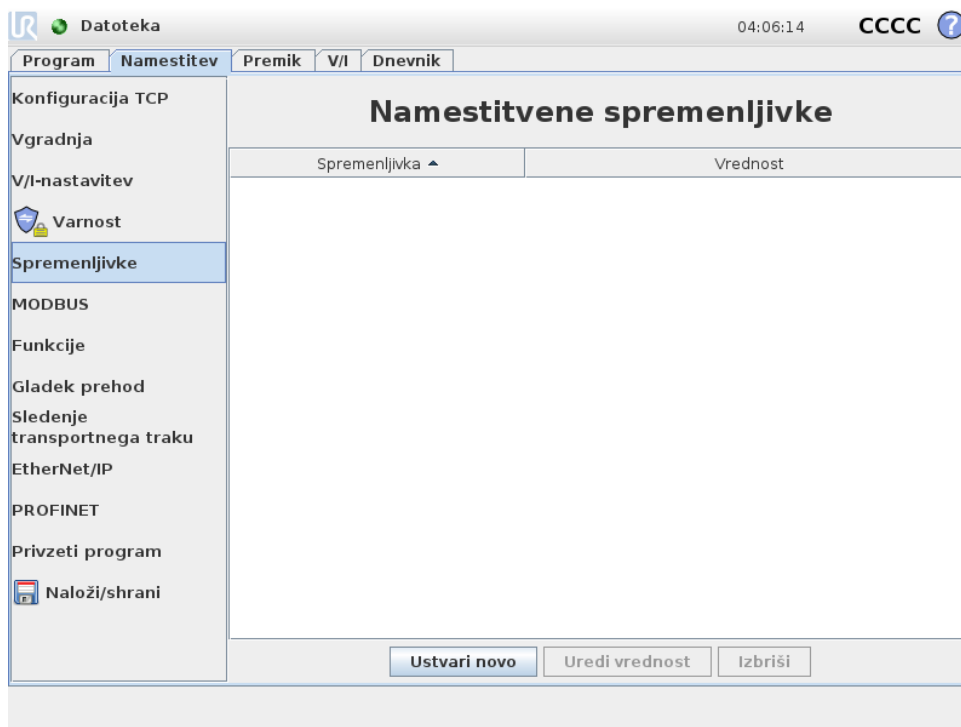 UR Datoteka 04:06:14 CCCC ?
Program Namestitev Premik V/I Dnevnik
Konfiguracija TCP
Vgradnja
V/I-nastavitev
Varnost
Spremenljivke
MODBUS
Funkcije
Gladek prehod
Sledenje
transportnega traku
EtherNet/IP
PROFINET
Privzeti program
Naloži/shrani
Namestitvene spremenljivke
Spremenljivka Vrednost
Ustvari novo Uredi vrednost Izbriši